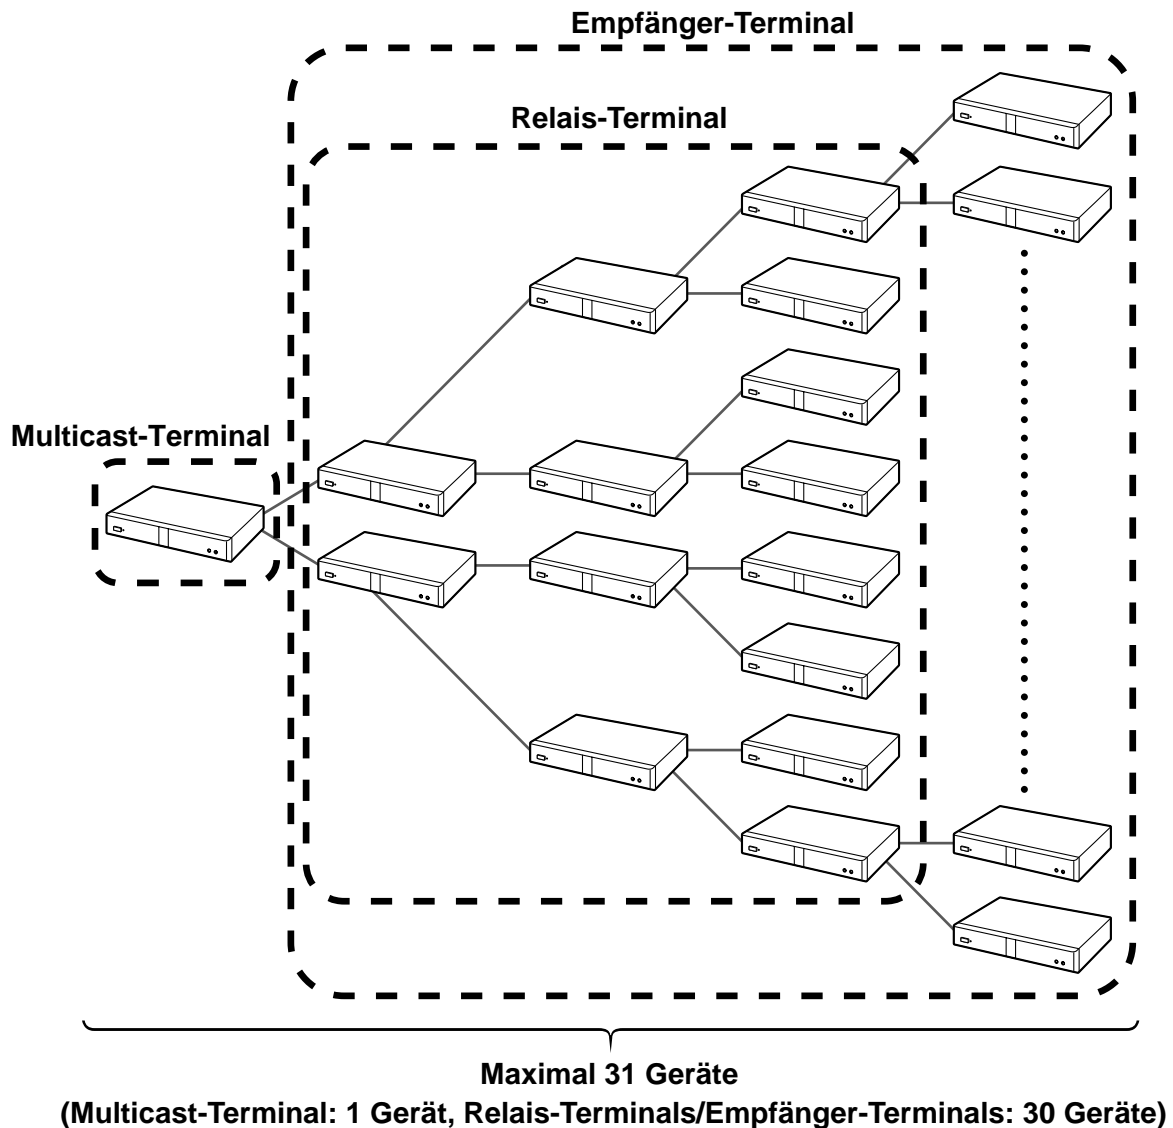 Empfänger-Terminal
Relais-Terminal
Multicast-Terminal
Maximal 31 Geräte
(Multicast-Terminal: 1 Gerät, Relais-Terminals/Empfänger-Terminals: 30 Geräte)